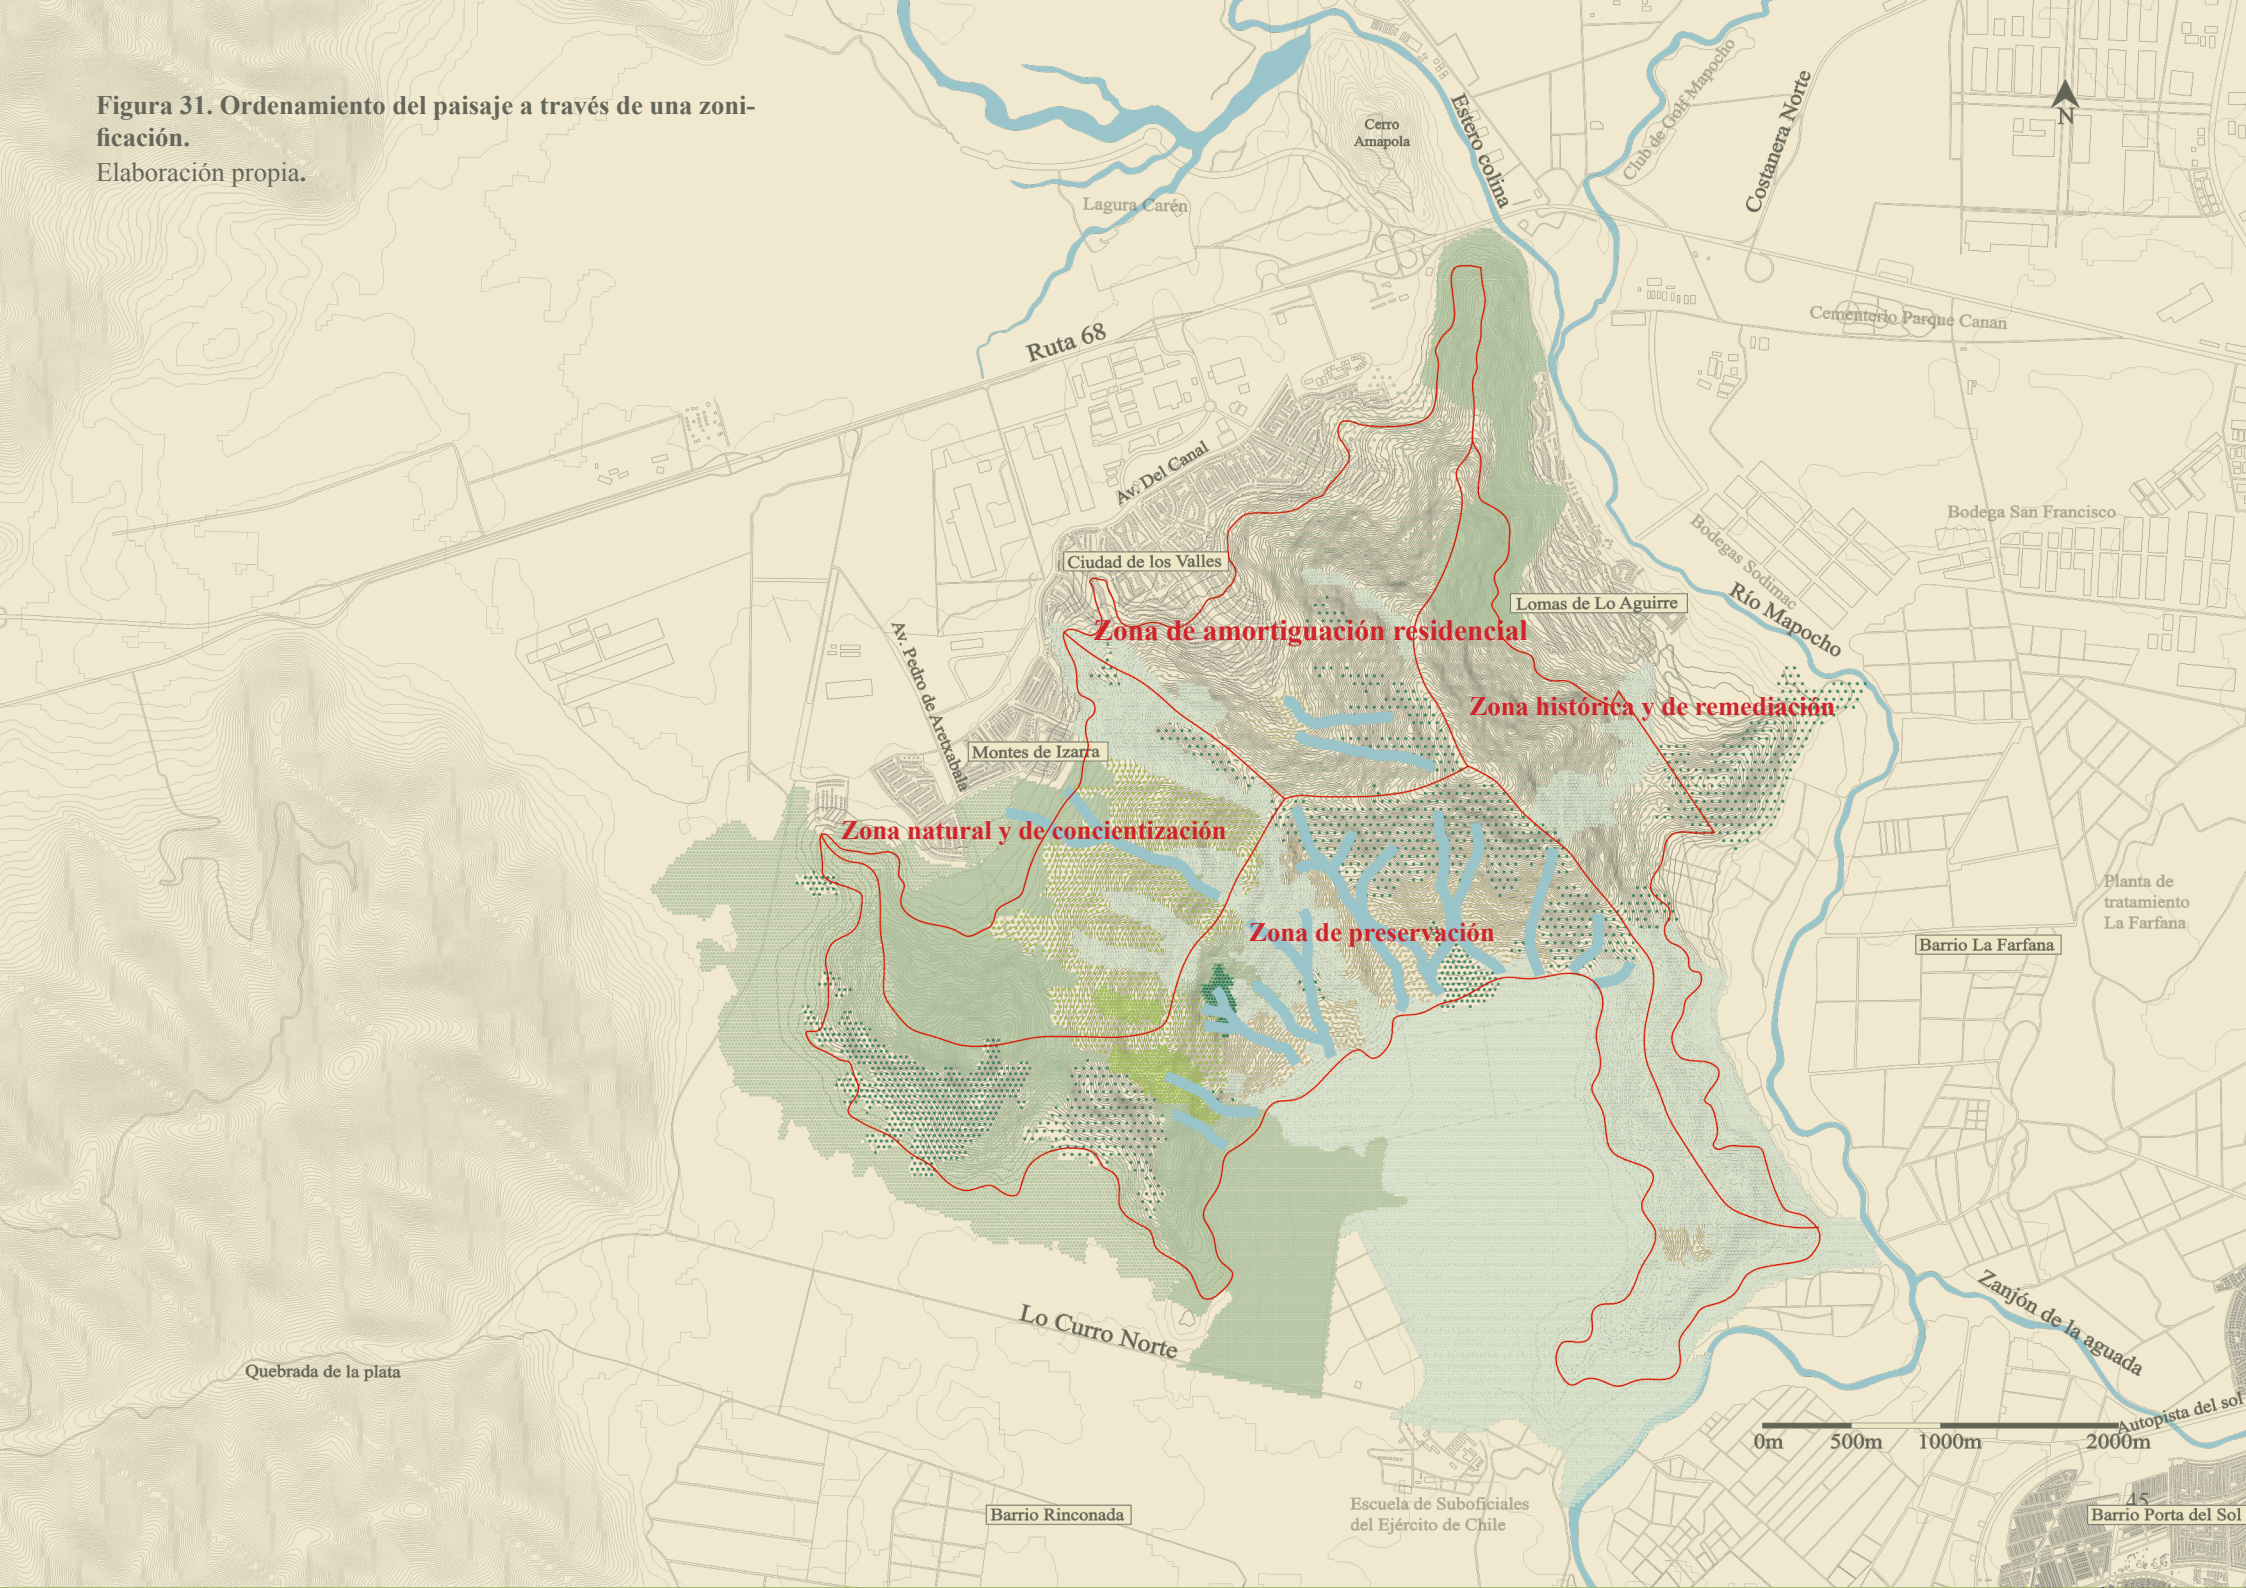 Figura 31. Ordenamiento del paisaje a través de una zoni-
ficación.
Elaboración propia.
Cerro
Amapola
Estero colina
Club de Golf Mapocho
Costanera Norte
N
Lagura Carén
Ruta 68
Cementerio Parque Canan
Av. Del Canal
Bodega San Francisco
Bodegas Sodimac
Ciudad de los Valles
Lomas de Lo Aguirre
Río Mapocho
Zona de amortiguación residencial
Av. Pedro de Aretxabala
Zona histórica y de remediación
Montes de Izarra
Zona natural y de concientización
Planta de
tratamiento
La Farfana
Zona de preservación
Barrio La Farfana
Lo Curro Norte
Zanjón de la aguada
Quebrada de la plata
Autopista del sol
0m 500m 1000m 2000m
Escuela de Suboficiales
del Ejército de Chile
Barrio Rinconada
45
Barrio Porta del Sol